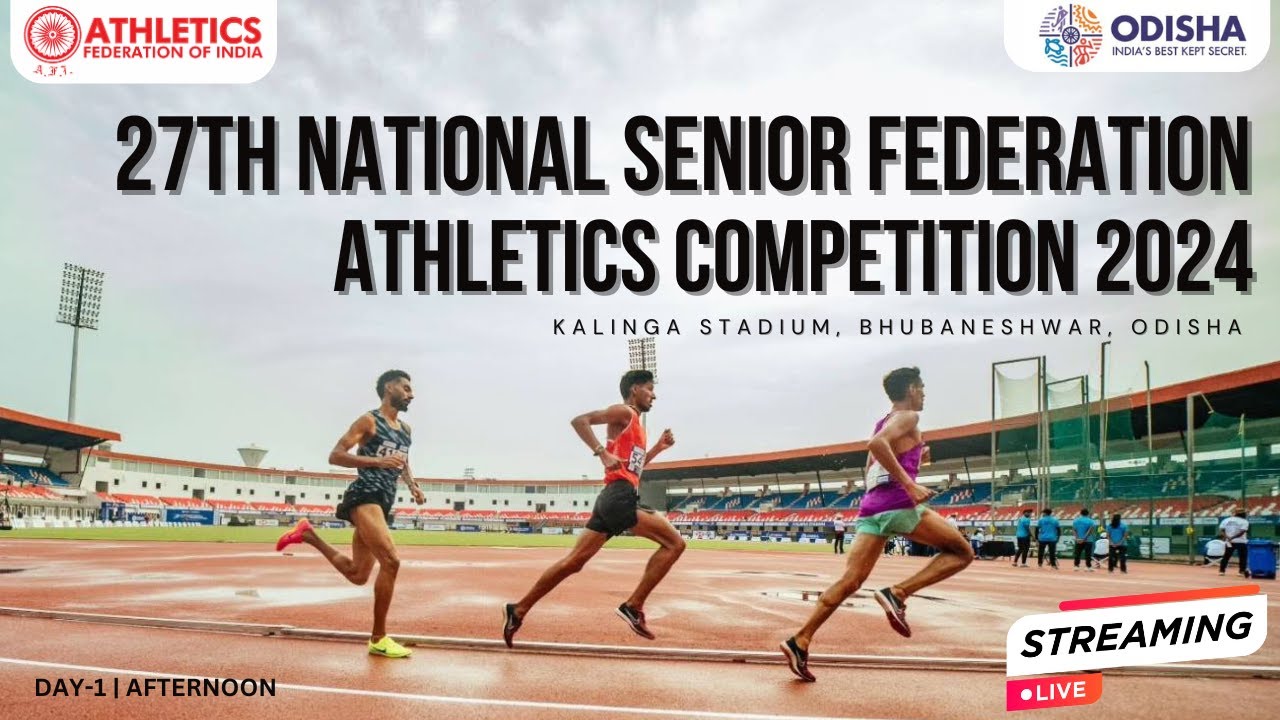 ATHLETICS
FEDERATION OF INDIA
A.F.I.
ODISHA
INDIA'S BEST KEPT SECRET.
27TH NATIONAL SENIOR FEDERATION
ATHLETICS COMPETITION 2024
KALINGA STADIUM, BHUBANESHWAR, ODISHA
STREAMING
LIVE
DAY-1 | AFTERNOON